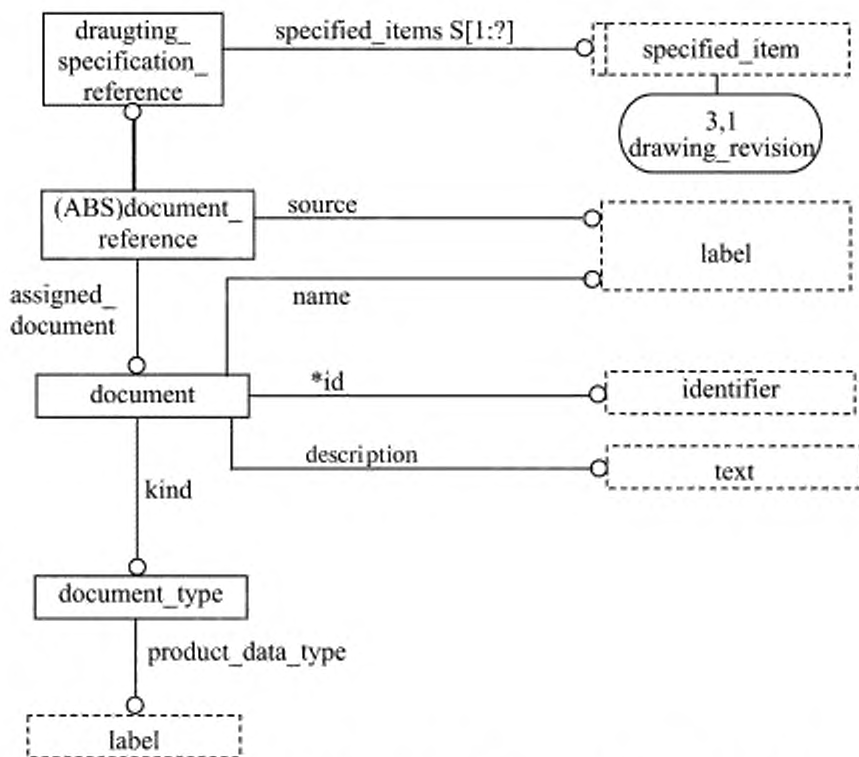 draugting_
specification_
reference
specified_items S[1:?]
specified_item
3,1
drawing_revision
(ABS)document_
reference
source
label
name
assigned_
document
document
*id
identifier
description
text
kind
document_type
product_data_type
label